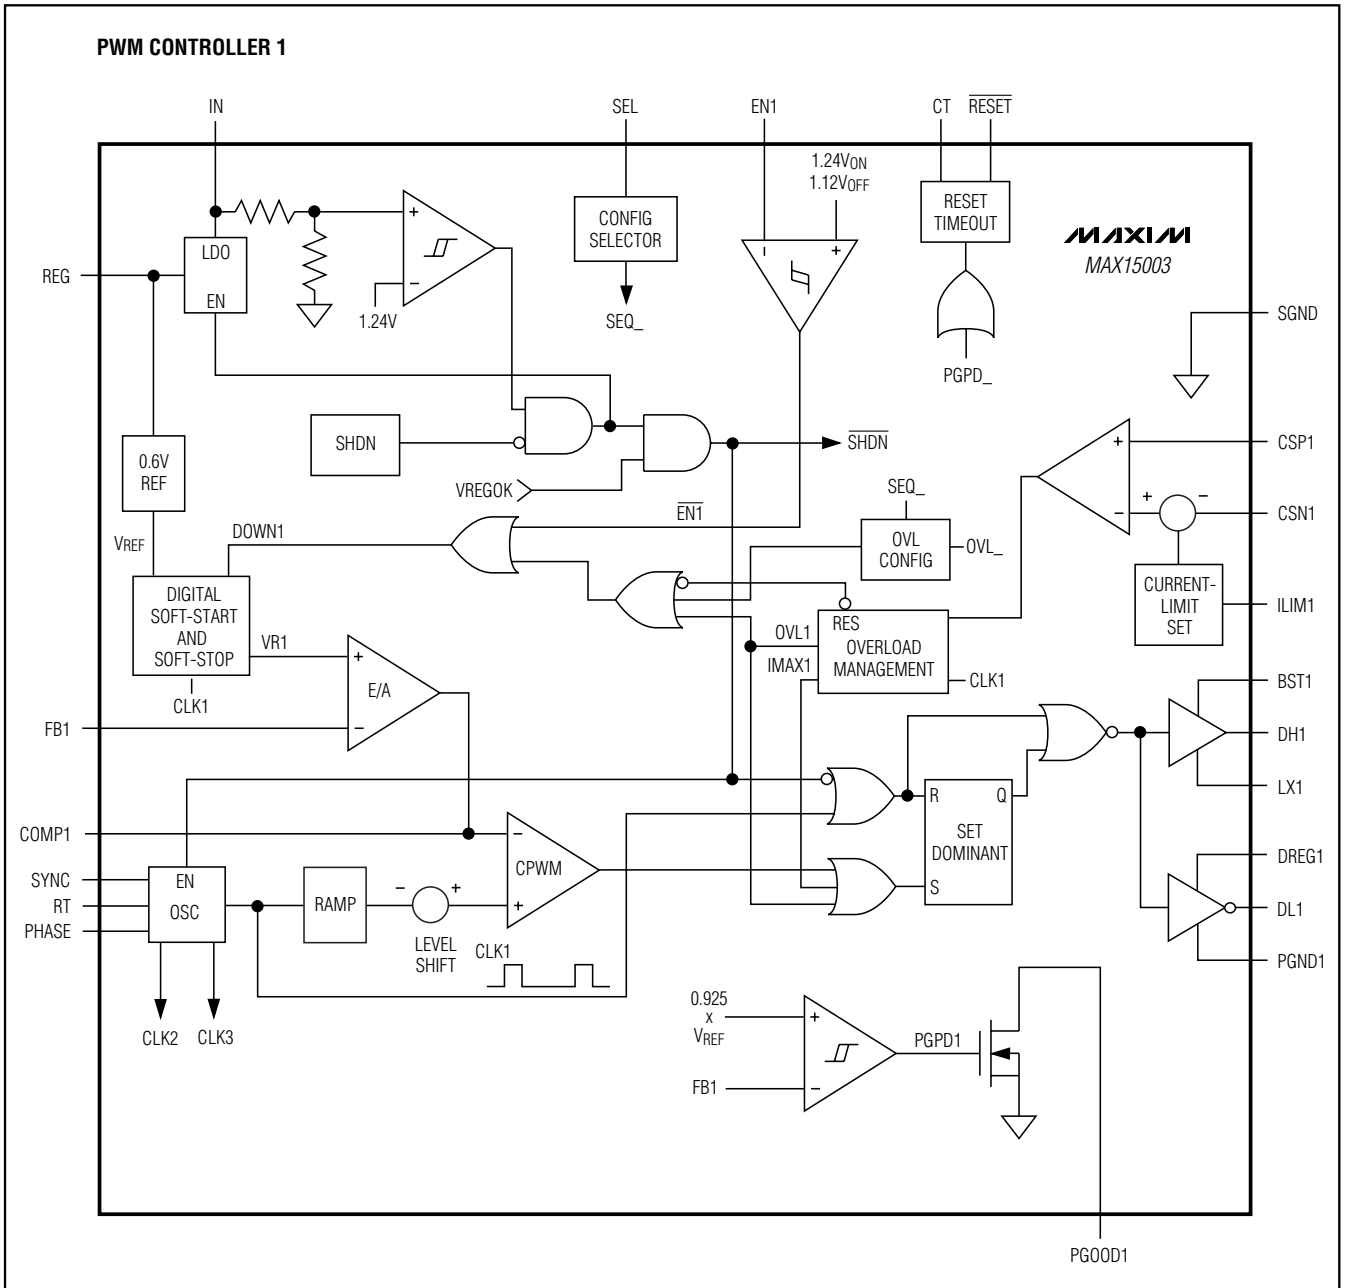 PWM CONTROLLER 1
IN
SEL
EN1
CT
RESET
1.24VON
1.12VOFF
RESET
TIMEOUT
CONFIG
SELECTOR
MAXIM
MAX15003
LDO
EN
REG
+
−
1.24V
SEQ_
−
+
PGPD_
SGND
SHDN
SHDN
0.6V
REF
VREGOK
CSP1
+
−
+
−
CSN1
SEQ_
OVL
CONFIG
OVL_
EN1
VREF
DOWN1
DIGITAL
SOFT-START
AND
SOFT-STOP
CLK1
VR1
CURRENT-
LIMIT
SET
ILIM1
RES
OVERLOAD
MANAGEMENT
OVL1
IMAX1
CLK1
+
E/A
−
FB1
BST1
DH1
LX1
R
Q
SET
DOMINANT
S
COMP1
−
CPWM
+
SYNC
RT
PHASE
EN
OSC
RAMP
−
+
LEVEL
SHIFT
CLK1
DREG1
DL1
PGND1
CLK2
CLK3
0.925
x
VREF
+
−
FB1
PGPD1
PGOOD1